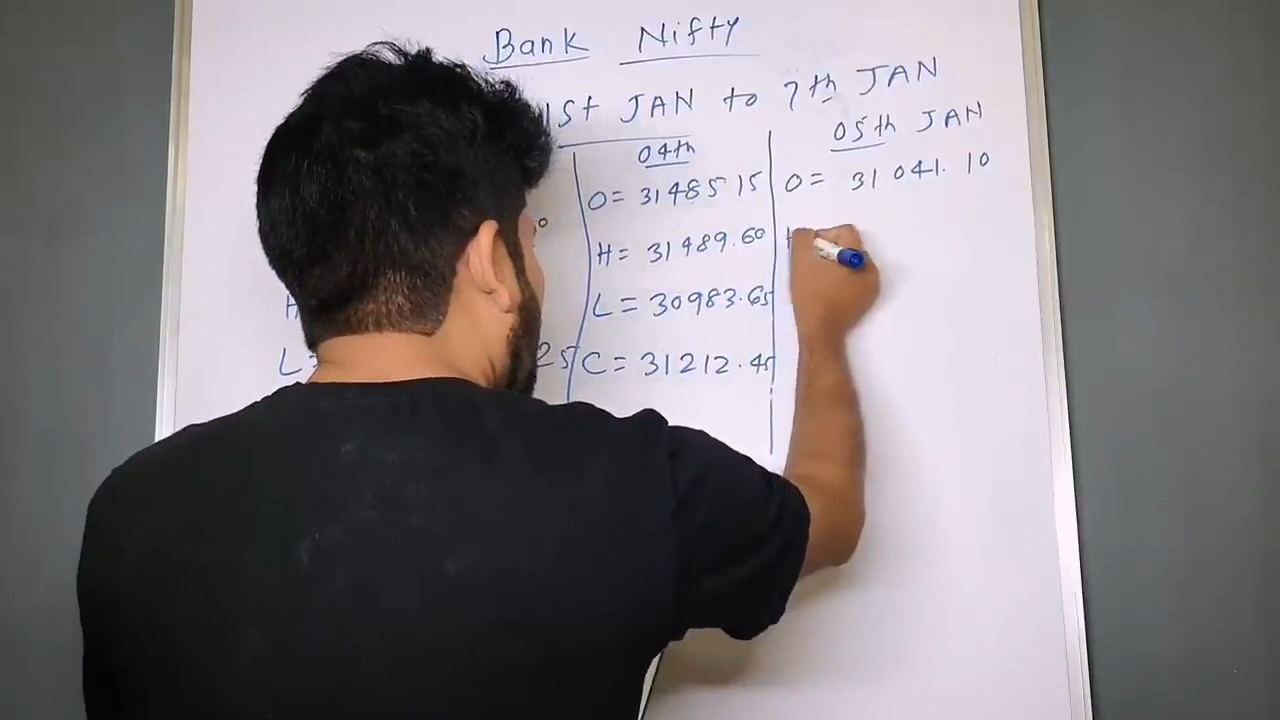 Bank Nifty
1st JAN to 7th JAN
04th
O = 31485 15
H = 31489.60
L = 30983.65
C = 31212.45
05th JAN
O = 31041.10
H
L =
25